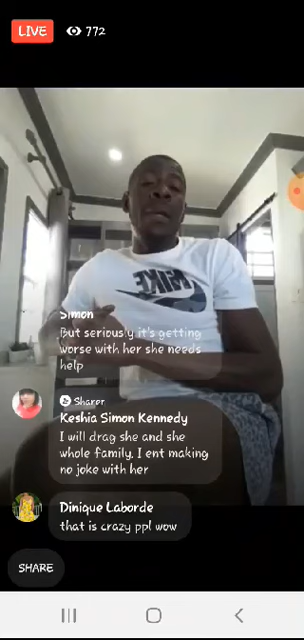 LIVE 772
NIKE
Simon
But seriously it's getting
worse with her she needs
help
Sharer
Keshia Simon Kennedy
I will drag she and she
whole family, I ent making
no joke with her
Dinique Laborde
that is crazy ppl wow
SHARE